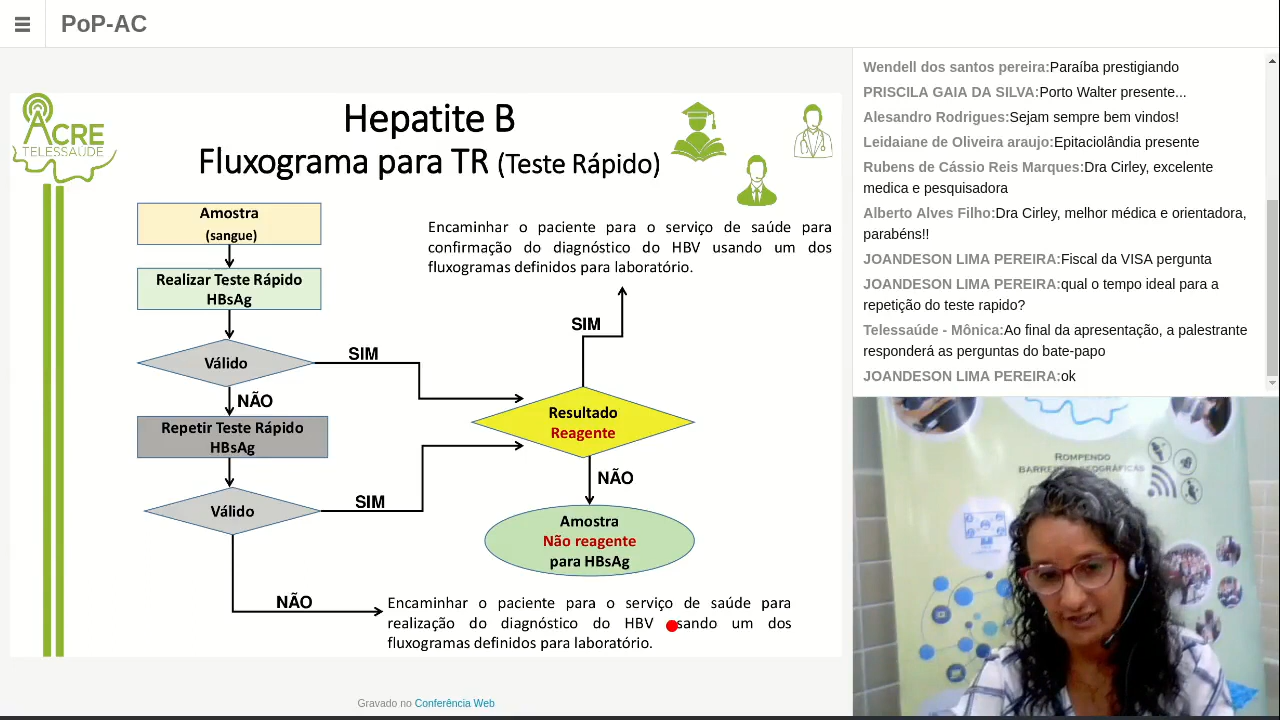 PoP-AC
ACRE
TELESSAÚDE
Hepatite B
Fluxograma para TR (Teste Rápido)
Amostra
(sangue)
Realizar Teste Rápido
HBsAg
Válido
SIM
NÃO
Repetir Teste Rápido
HBsAg
Válido
SIM
NÃO
Encaminhar o paciente para o serviço de saúde para
confirmação do diagnóstico do HBV usando um dos
fluxogramas definidos para laboratório.
SIM
Resultado
Reagente
NÃO
Amostra
Não reagente
para HBsAg
Encaminhar o paciente para o serviço de saúde para
realização do diagnóstico do HBV usando um dos
fluxogramas definidos para laboratório.
Gravado no Conferência Web
Wendell dos santos pereira:Paraíba prestigiando
PRISCILA GAIA DA SILVA:Porto Walter presente...
Alesandro Rodrigues:Sejam sempre bem vindos!
Leidaiane de Oliveira araujo:Epitaciolândia presente
Rubens de Cássio Reis Marques:Dra Cirley, excelente
medica e pesquisadora
Alberto Alves Filho:Dra Cirley, melhor médica e orientadora,
parabéns!!
JOANDESON LIMA PEREIRA:Fiscal da VISA pergunta
JOANDESON LIMA PEREIRA:qual o tempo ideal para a
repetição do teste rapido?
Telessaúde - Mônica:Ao final da apresentação, a palestrante
responderá as perguntas do bate-papo
JOANDESON LIMA PEREIRA:ok
ROMPENDO
BARREIRAS GEOGRÁFICAS